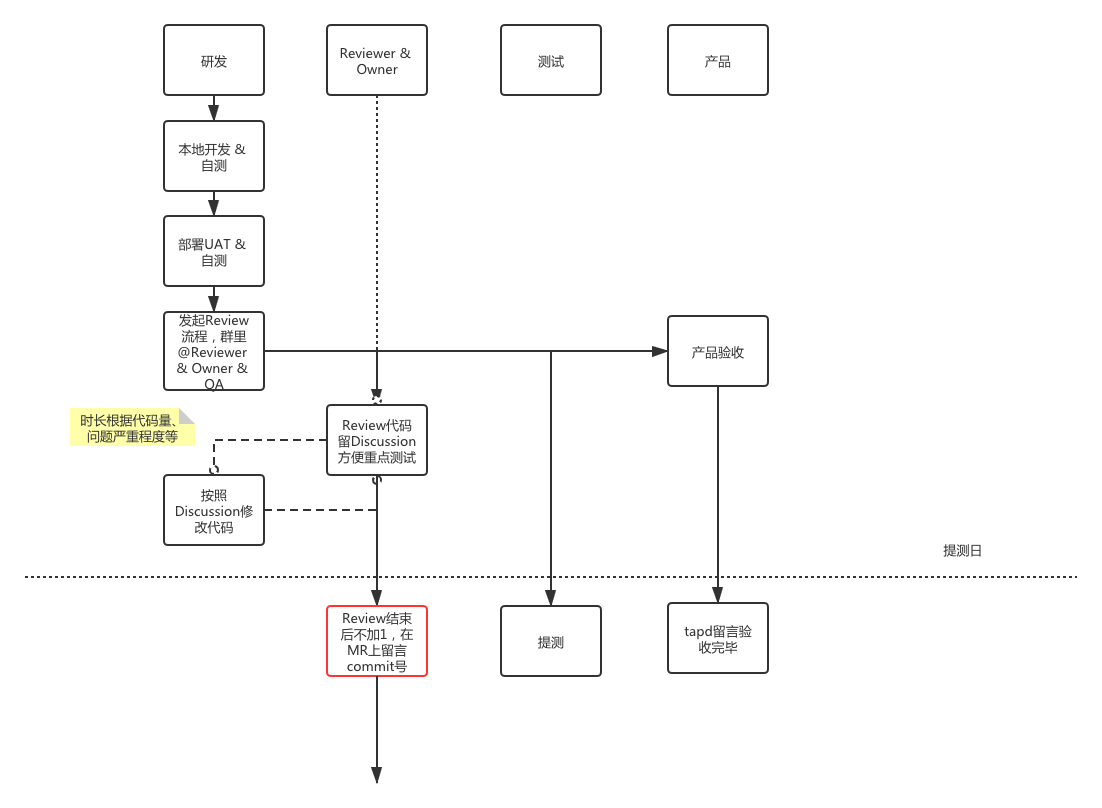 研发
Reviewer &
Owner
测试
产品
本地开发 &
自测
部署UAT &
自测
发起Review
流程，群里
@Reviewer
& Owner &
QA
产品验收
时长根据代码量、
问题严重程度等
Review代码
留Discussion
方便重点测试
按照
Discussion修
改代码
提测日
Review结束
后不加1，在
MR上留言
commit号
提测
tapd留言验
收完毕